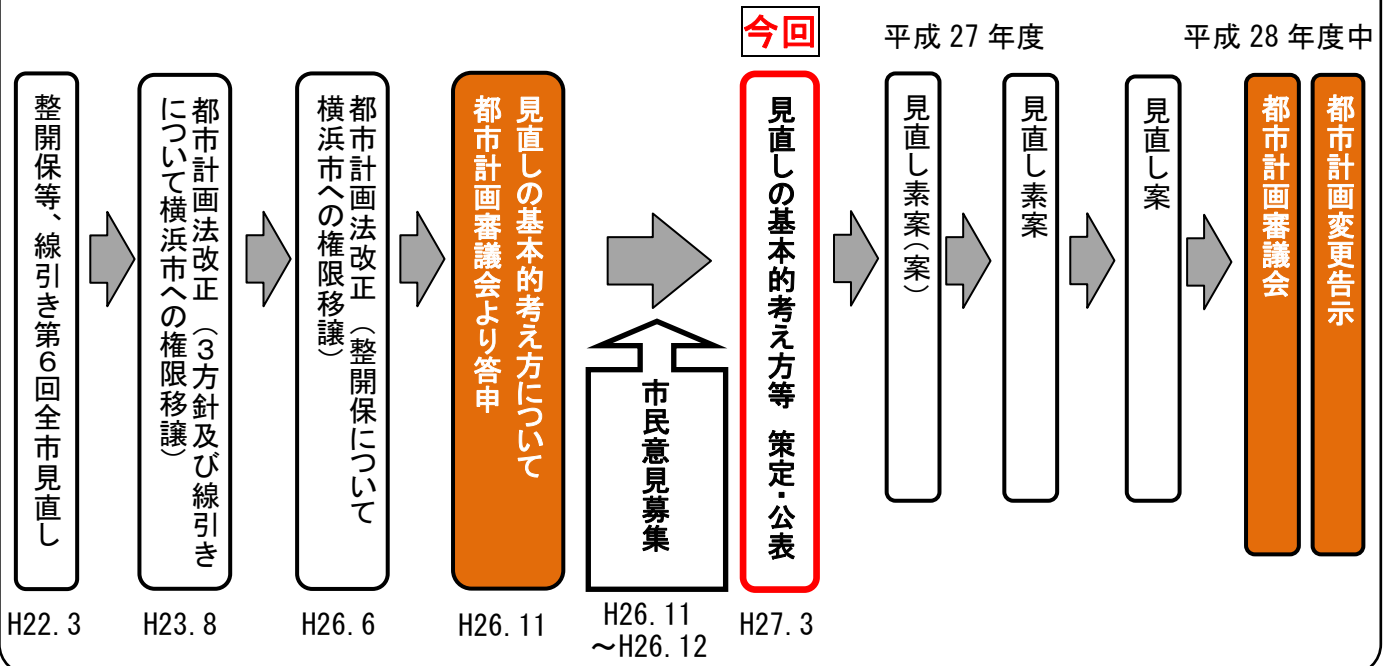 今回
平成 27 年度
平成 28 年度中
整開保等、線引き第６回全市見直し
都市計画法改正（３方針及び線引き
について横浜市への権限移譲）
都市計画法改正（整開保について
横浜市への権限移譲）
見直しの基本的考え方について
都市計画審議会より答申
市民意見募集
見直しの基本的考え方等 策定・公表
見直し素案（案）
見直し素案
見直し案
都市計画審議会
都市計画変更告示
H22.3
H23.8
H26.6
H26.11
H26.11
～H26.12
H27.3